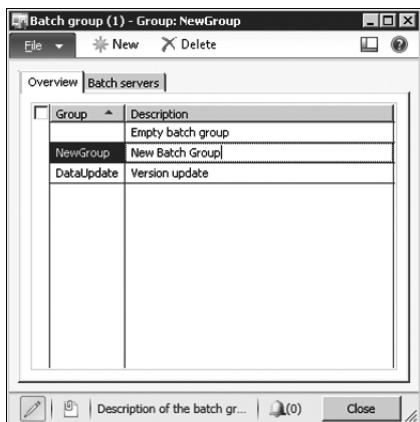 Batch group (1) - Group: NewGroup
File New Delete
Overview Batch servers
Group Description
Empty batch group
NewGroup New Batch Group
DataUpdate Version update
Description of the batch gr... (0) Close